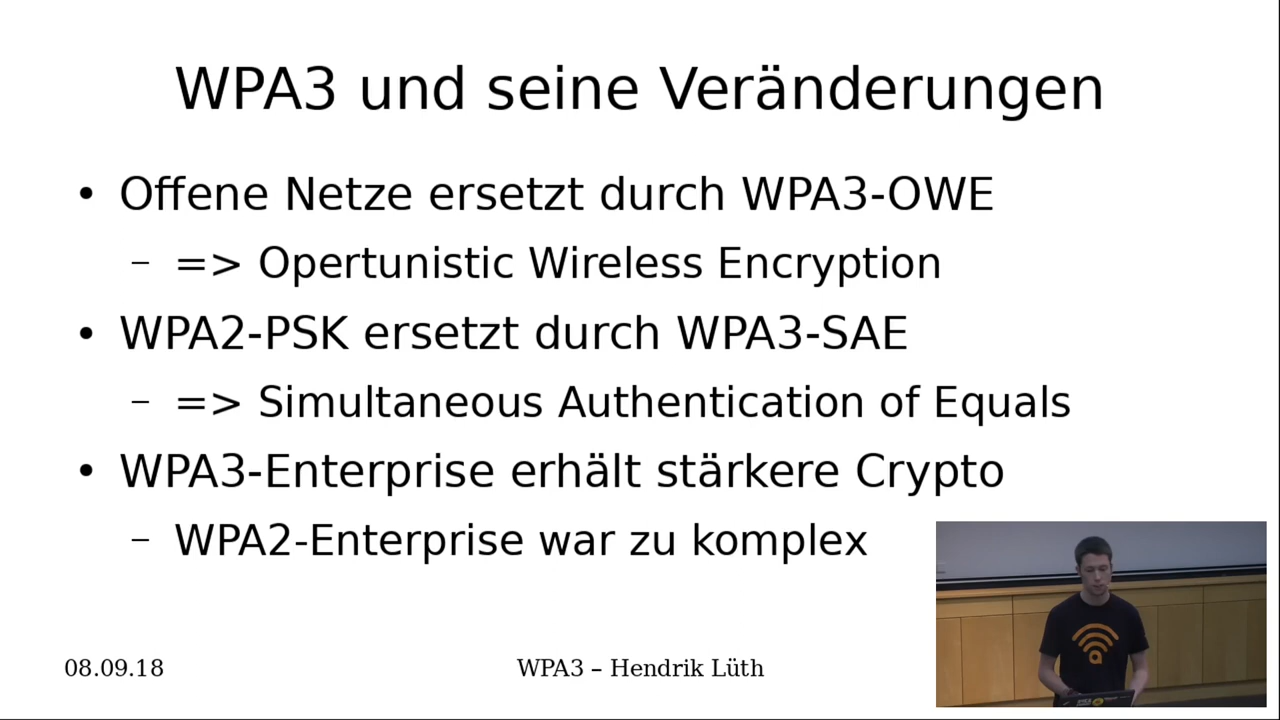 WPA3 und seine Veränderungen
• Offene Netze ersetzt durch WPA3-OWE
– => Opertunistic Wireless Encryption
• WPA2-PSK ersetzt durch WPA3-SAE
– => Simultaneous Authentication of Equals
• WPA3-Enterprise erhält stärkere Crypto
– WPA2-Enterprise war zu komplex
08.09.18
WPA3 – Hendrik Lüth